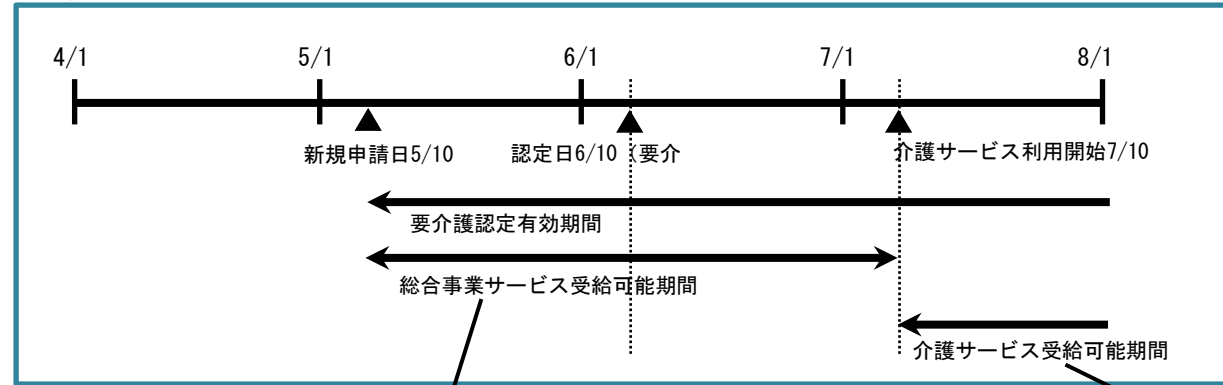 4/1 5/1 6/1 7/1 8/1
新規申請日5/10 認定日6/10（要介 介護サービス利用開始7/10
要介護認定有効期間
総合事業サービス受給可能期間
介護サービス受給可能期間